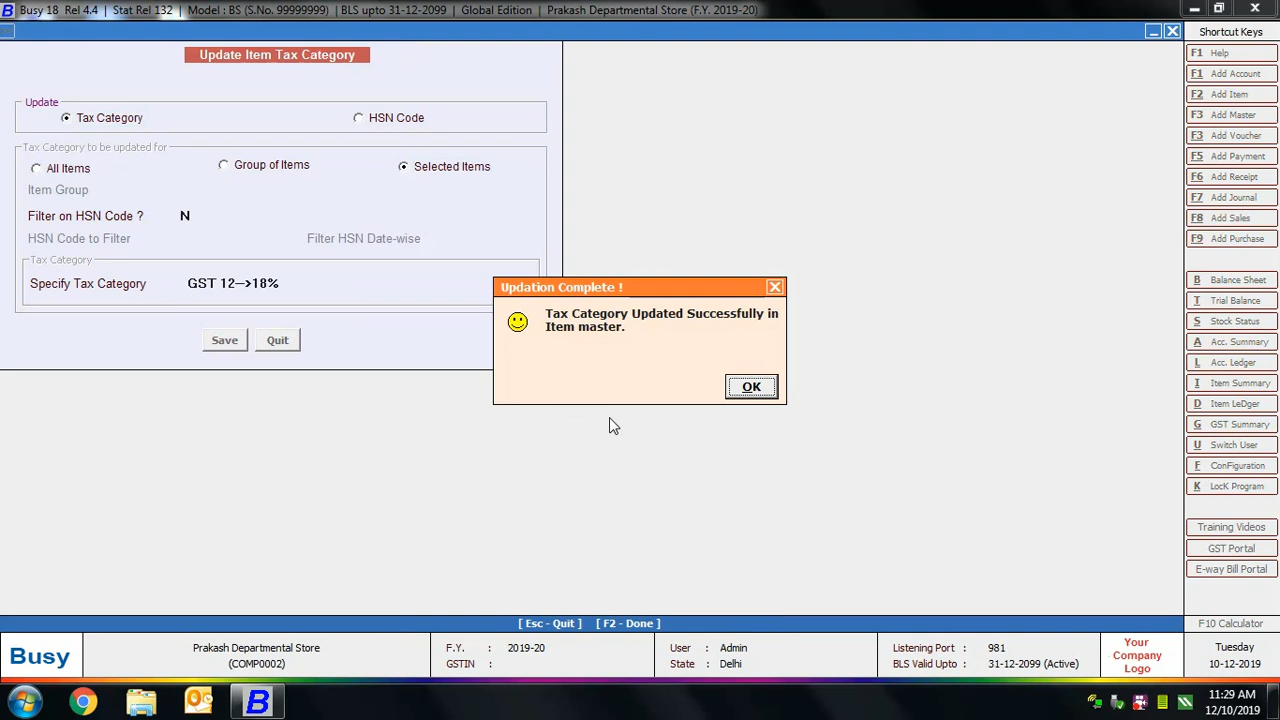 Busy 18 Rel 4.4 | Stat Rel 132 | Model : BS (S.No. 99999999) | BLS upto 31-12-2099 | Global Edition | Prakash Departmental Store (F.Y. 2019-20)
Shortcut Keys
Update Item Tax Category
Update
Tax Category
HSN Code
Tax Category to be updated for
All Items
Group of Items
Selected Items
Item Group
Filter on HSN Code ? N
HSN Code to Filter
Filter HSN Date-wise
Tax Category
Specify Tax Category GST 12-->18%
Save
Quit
Updation Complete !
Tax Category Updated Successfully in
Item master.
OK
F1 Help
F1 Add Account
F2 Add Item
F3 Add Master
F3 Add Voucher
F5 Add Payment
F6 Add Receipt
F7 Add Journal
F8 Add Sales
F9 Add Purchase
B Balance Sheet
T Trial Balance
S Stock Status
A Acc. Summary
L Acc. Ledger
I Item Summary
D Item LeDger
G GST Summary
U Switch User
F ConFiguration
K LocK Program
Training Videos
GST Portal
E-way Bill Portal
[ Esc - Quit ] [ F2 - Done ]
F10 Calculator
Busy
Prakash Departmental Store
(COMP0002)
F.Y. : 2019-20
GSTIN :
User : Admin
State : Delhi
Listening Port : 981
BLS Valid Upto : 31-12-2099 (Active)
Your
Company
Logo
Tuesday
10-12-2019
11:29 AM
12/10/2019